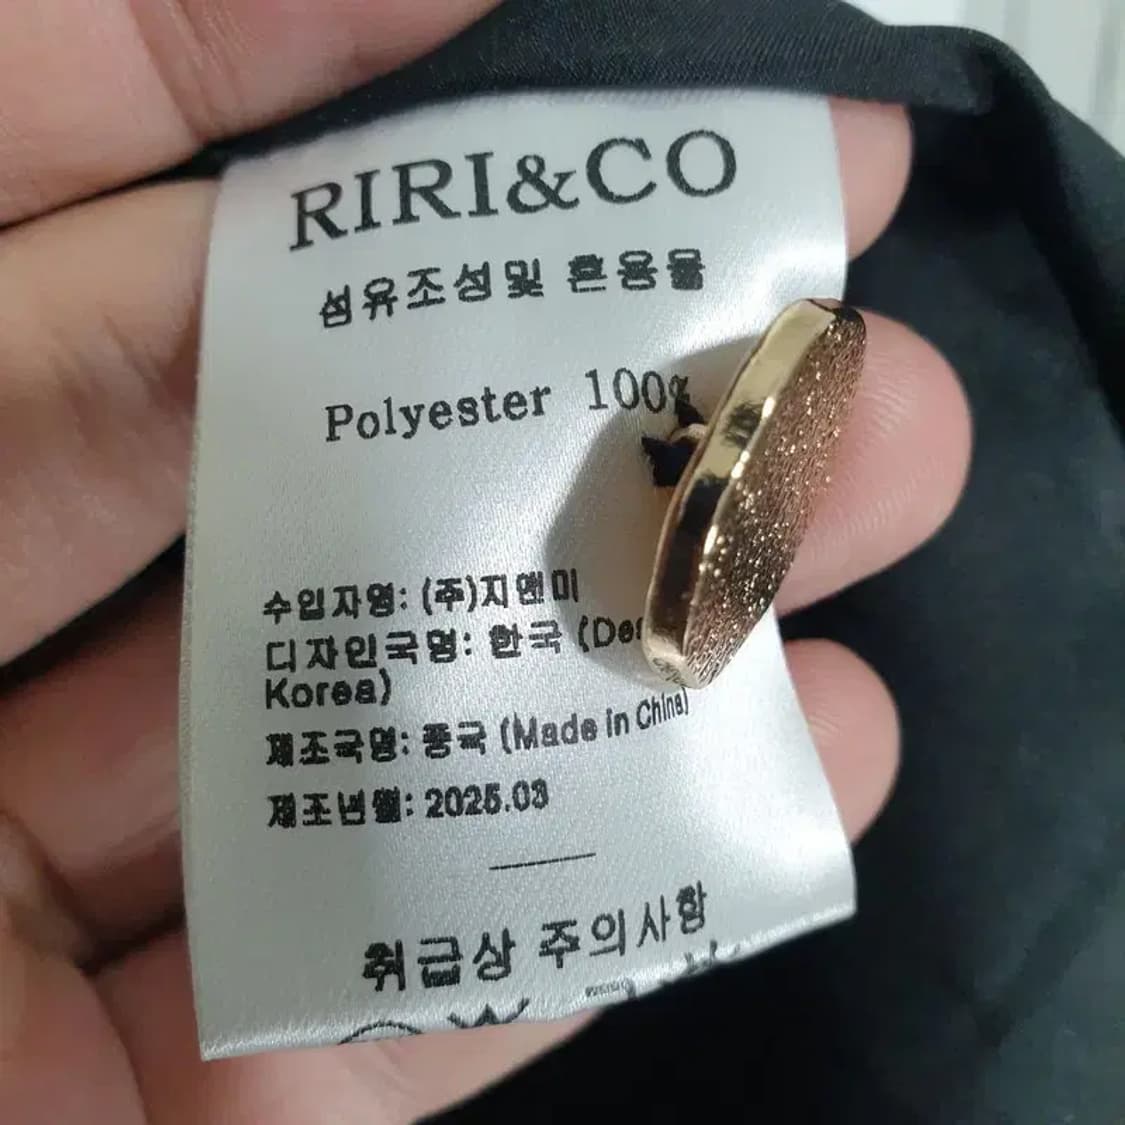 RIRI&CO
섬유조성및 혼용율
Polyester 100%
수입자명: (주)지앤미
디자인국명: 한국
Korea)
제조국명: 중국 (Made in China)
제조년월: 2025.03
취급상 주의사항